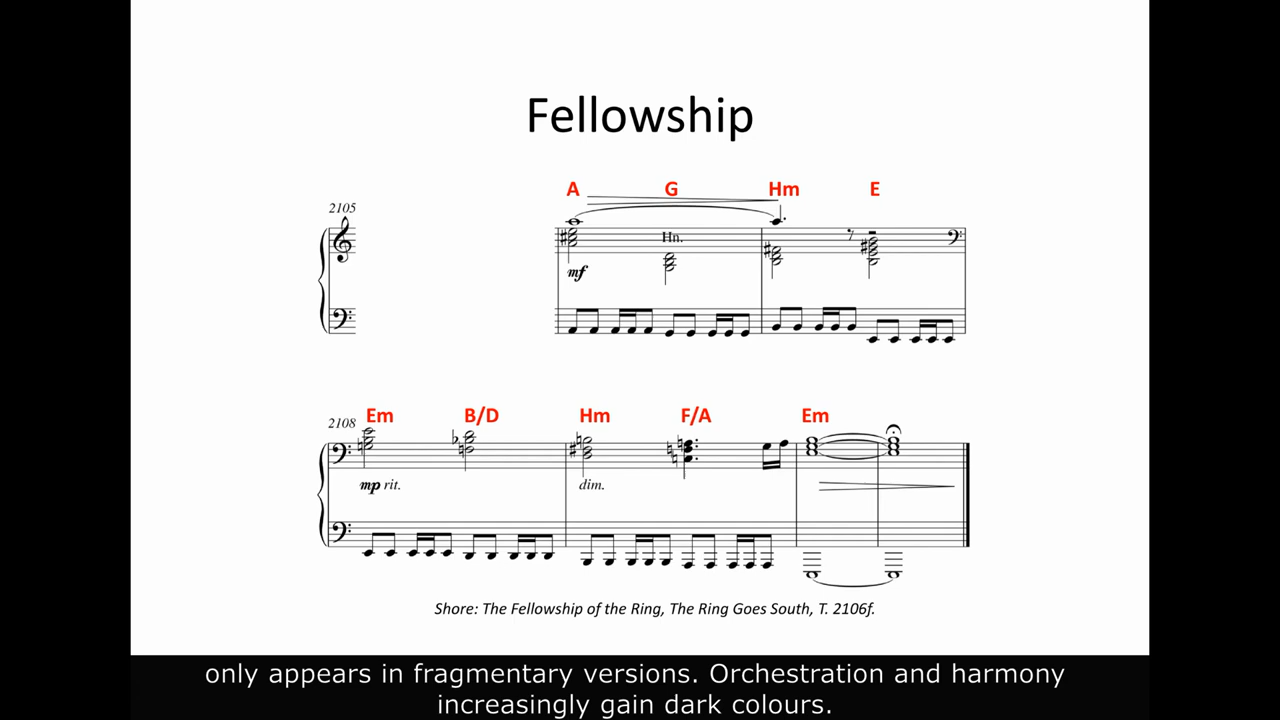 Fellowship
A G Hm E
2105
Hn.
mf
Em B/D Hm F/A Em
2108
mp rit. dim.
Shore: The Fellowship of the Ring, The Ring Goes South, T. 2106f.
only appears in fragmentary versions. Orchestration and harmony
increasingly gain dark colours.